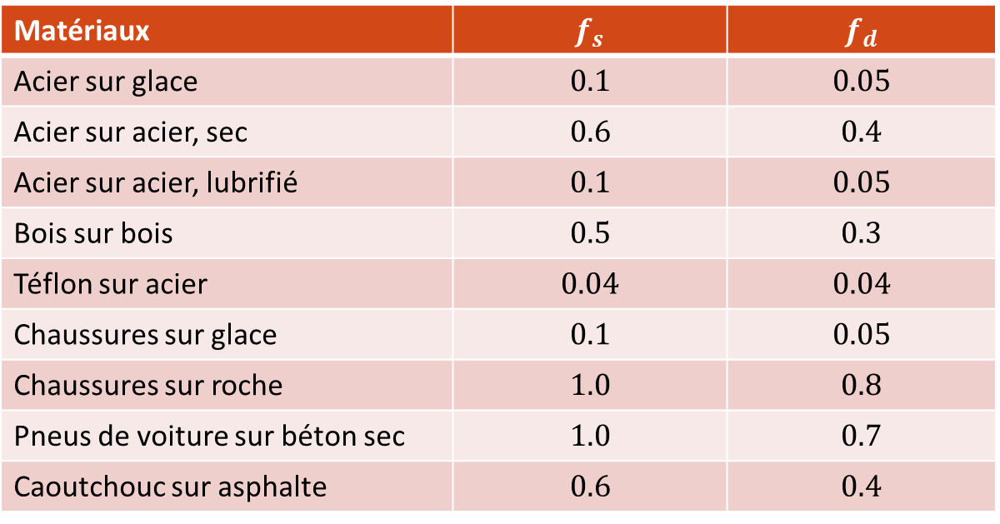 Matériaux f_s f_d
Acier sur glace 0.1 0.05
Acier sur acier, sec 0.6 0.4
Acier sur acier, lubrifié 0.1 0.05
Bois sur bois 0.5 0.3
Téflon sur acier 0.04 0.04
Chaussures sur glace 0.1 0.05
Chaussures sur roche 1.0 0.8
Pneus de voiture sur béton sec 1.0 0.7
Caoutchouc sur asphalte 0.6 0.4